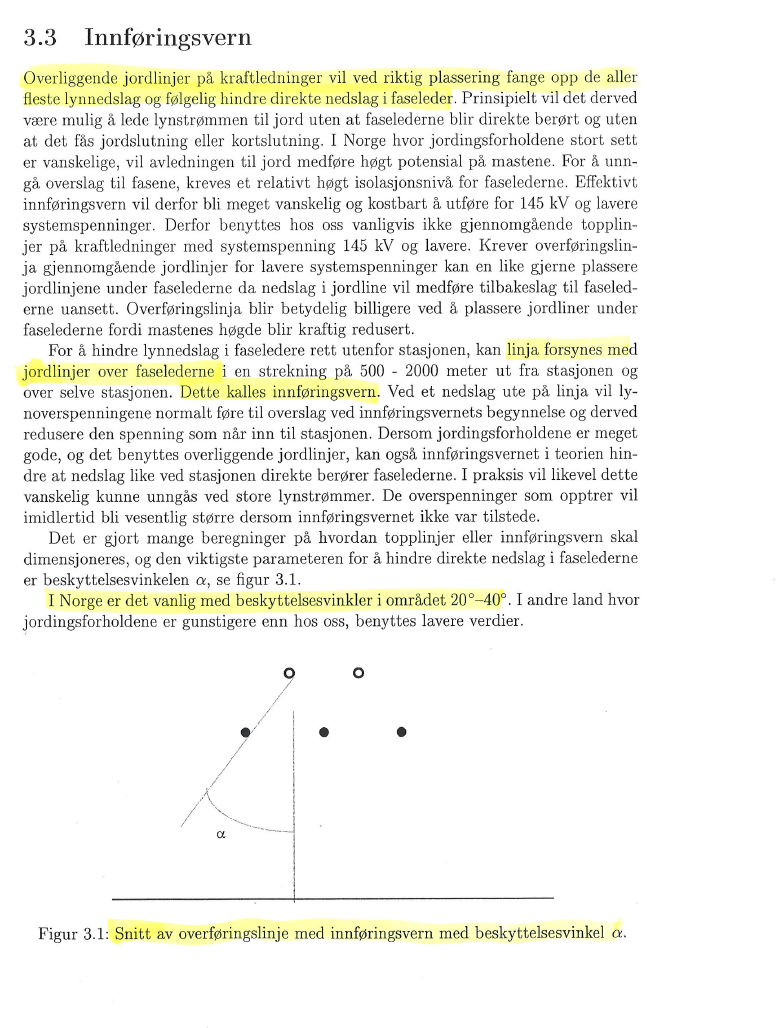 3.3 Innføringsvern
Overliggende jordlinjer på kraftledninger vil ved riktig plassering fange opp de aller
fleste lynnedslag og følgelig hindre direkte nedslag i faseleder. Prinsipielt vil det derved
være mulig å lede lynstrømmen til jord uten at faselederne blir direkte berørt og uten
at det fås jordslutning eller kortslutning. I Norge hvor jordingsforholdene stort sett
er vanskelige, vil avledningen til jord medføre høgt potensial på mastene. For å unn-
gå overslag til fasene, kreves et relativt høgt isolasjonsnivå for faselederne. Effektivt
innføringsvern vil derfor bli meget vanskelig og kostbart å utføre for 145 kV og lavere
systemspenninger. Derfor benyttes hos oss vanligvis ikke gjennomgående topplin-
jer på kraftledninger med systemspenning 145 kV og lavere. Krever overføringslin-
ja gjennomgående jordlinjer for lavere systemspenninger kan en like gjerne plassere
jordlinjene under faselederne da nedslag i jordline vil medføre tilbakeslag til faseled-
erne uansett. Overføringslinja blir betydelig billigere ved å plassere jordliner under
faselederne fordi mastenes høgde blir kraftig redusert.
For å hindre lynnedslag i faseledere rett utenfor stasjonen, kan linja forsynes med
jordlinjer over faselederne i en strekning på 500 - 2000 meter ut fra stasjonen og
over selve stasjonen. Dette kalles innføringsvern. Ved et nedslag ute på linja vil ly-
noverspenningene normalt føre til overslag ved innføringsvernets begynnelse og derved
redusere den spenning som når inn til stasjonen. Dersom jordingsforholdene er meget
gode, og det benyttes overliggende jordlinjer, kan også innføringsvernet i teorien hin-
dre at nedslag like ved stasjonen direkte berører faselederne. I praksis vil likevel dette
vanskelig kunne unngås ved store lynstrømmer. De overspenninger som opptrer vil
imidlertid bli vesentlig større dersom innføringsvernet ikke var tilstede.
Det er gjort mange beregninger på hvordan topplinjer eller innføringsvern skal
dimensjoneres, og den viktigste parameteren for å hindre direkte nedslag i faselederne
er beskyttelsesvinkelen α, se figur 3.1.
I Norge er det vanlig med beskyttelsesvinkler i området 20°–40°. I andre land hvor
jordingsforholdene er gunstigere enn hos oss, benyttes lavere verdier.
α
Figur 3.1: Snitt av overføringslinje med innføringsvern med beskyttelsesvinkel α.